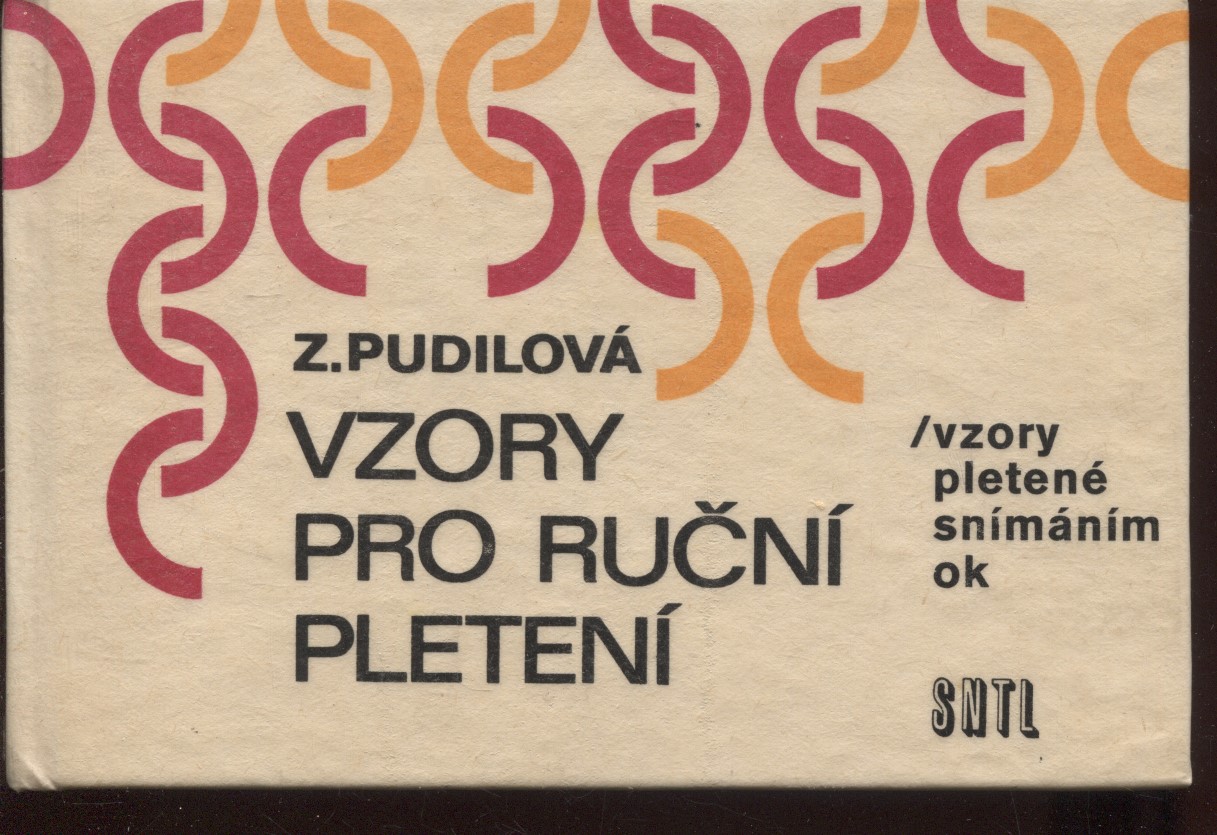 Z.PUDILOVÁ
VZORY
PRO RUČNÍ
PLETENÍ
/vzory
pletené
snímáním
ok
SNTL